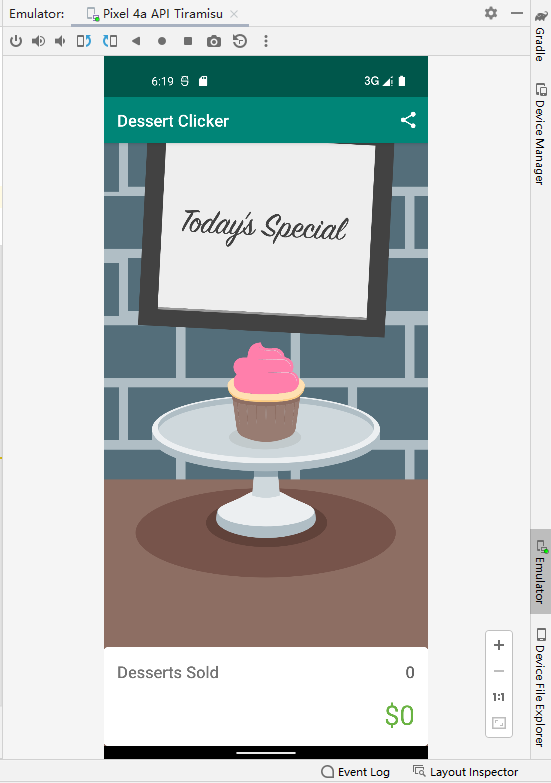 Emulator: Pixel 4a API Tiramisu
6:19 3G
Dessert Clicker
Today's Special
Desserts Sold 0
$0
1:1
Gradle
Device Manager
Emulator
Device File Explorer
Event Log Layout Inspector